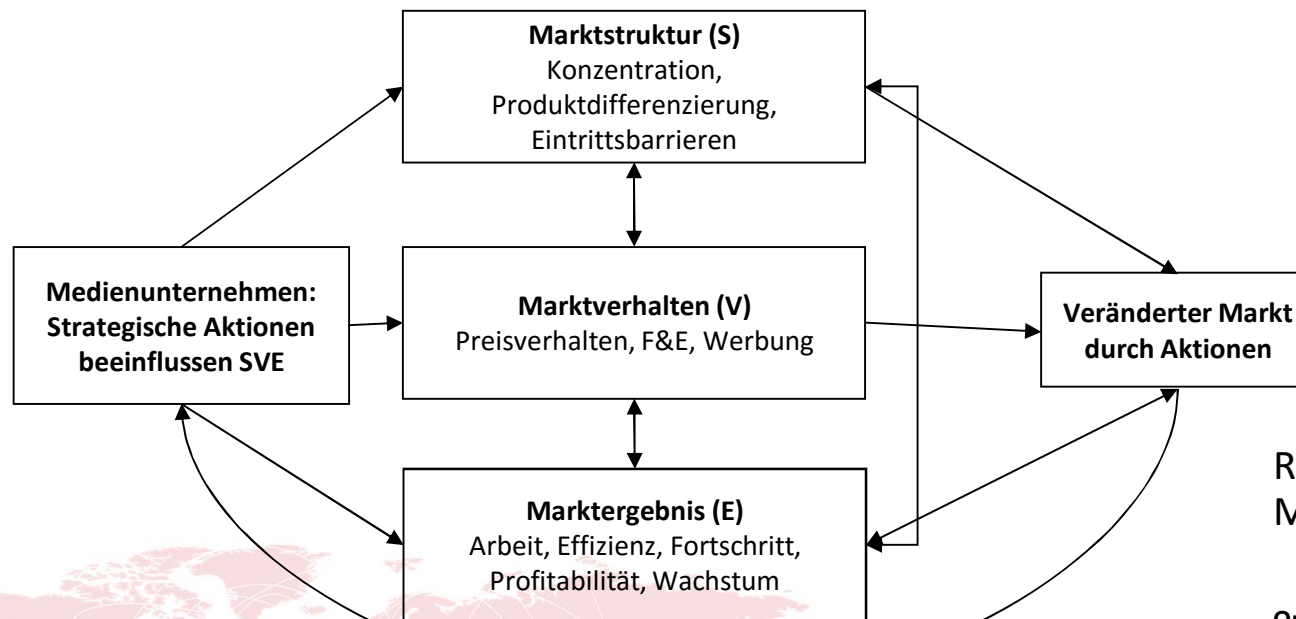 Marktstruktur (S)
Konzentration,
Produktdifferenzierung,
Eintrittsbarrieren
Medienunternehmen:
Strategische Aktionen
beeinflussen SVE
Marktverhalten (V)
Preisverhalten, F&E, Werbung
Veränderter Markt
durch Aktionen
Marktergebnis (E)
Arbeit, Effizienz, Fortschritt,
Profitabilität, Wachstum
R
M